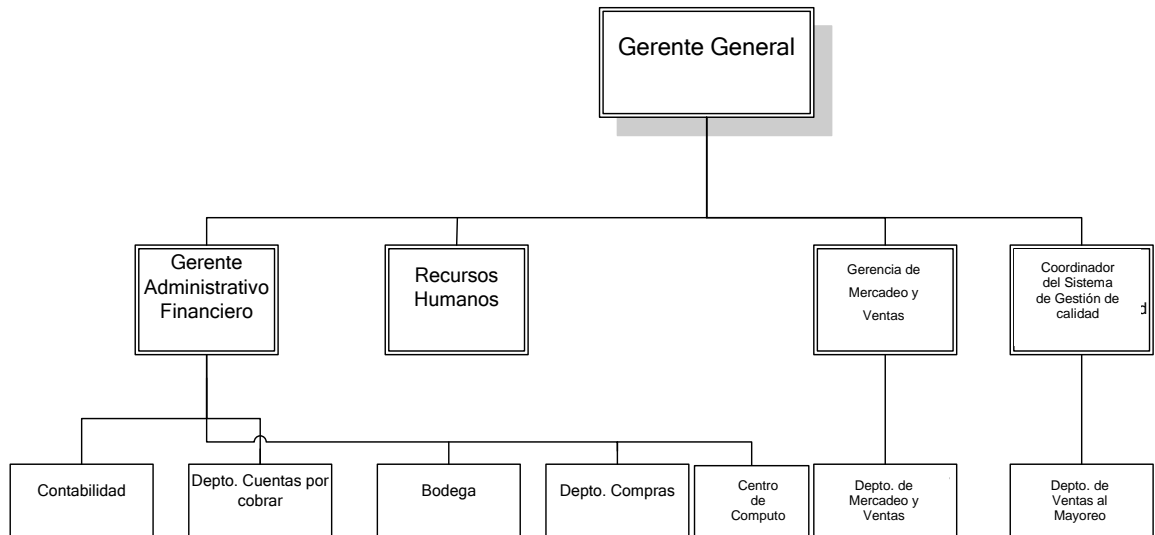 Gerente General
Gerente
Administrativo
Financiero
Recursos
Humanos
Gerencia de
Mercadeo y
Ventas
Coordinador
del Sistema
de Gestión de
calidad
d
Contabilidad
Depto. Cuentas por
cobrar
Bodega
Depto. Compras
Centro
de
Computo
Depto. de
Mercadeo y
Ventas
Depto. de
Ventas al
Mayoreo